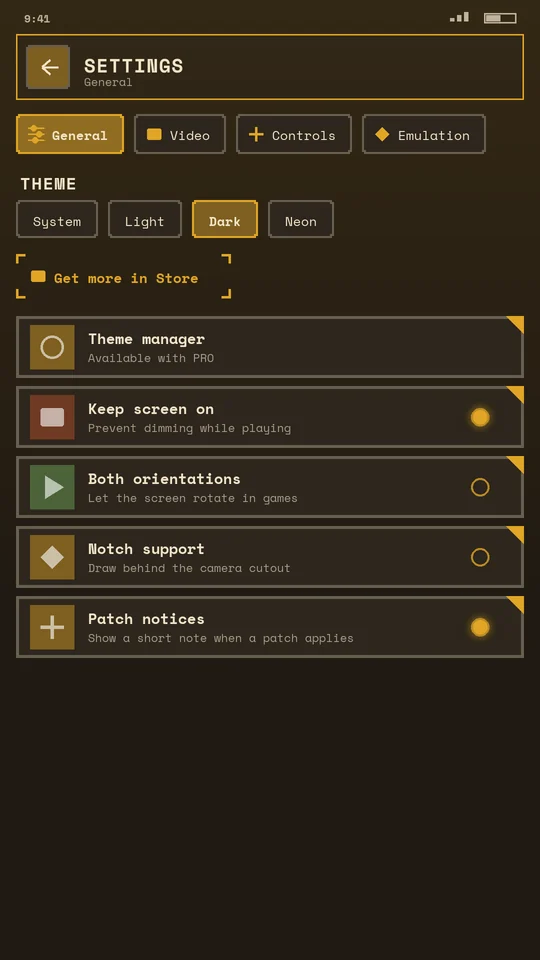 9:41
SETTINGS
General
General Video Controls Emulation
THEME
System Light Dark Neon
Get more in Store
Theme manager
Available with PRO
Keep screen on
Prevent dimming while playing
Both orientations
Let the screen rotate in games
Notch support
Draw behind the camera cutout
Patch notices
Show a short note when a patch applies